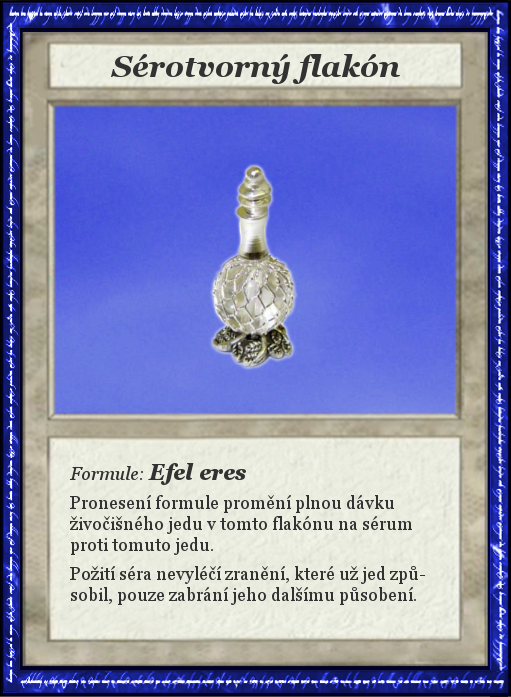 Sérotvorný flakón
Formule: Efel eres
Pronesení formule promění plnou dávku
živočišného jedu v tomto flakónu na sérum
proti tomuto jedu.
Požití séra nevyléčí zranění, které už jed způ-
sobil, pouze zabrání jeho dalšímu působení.